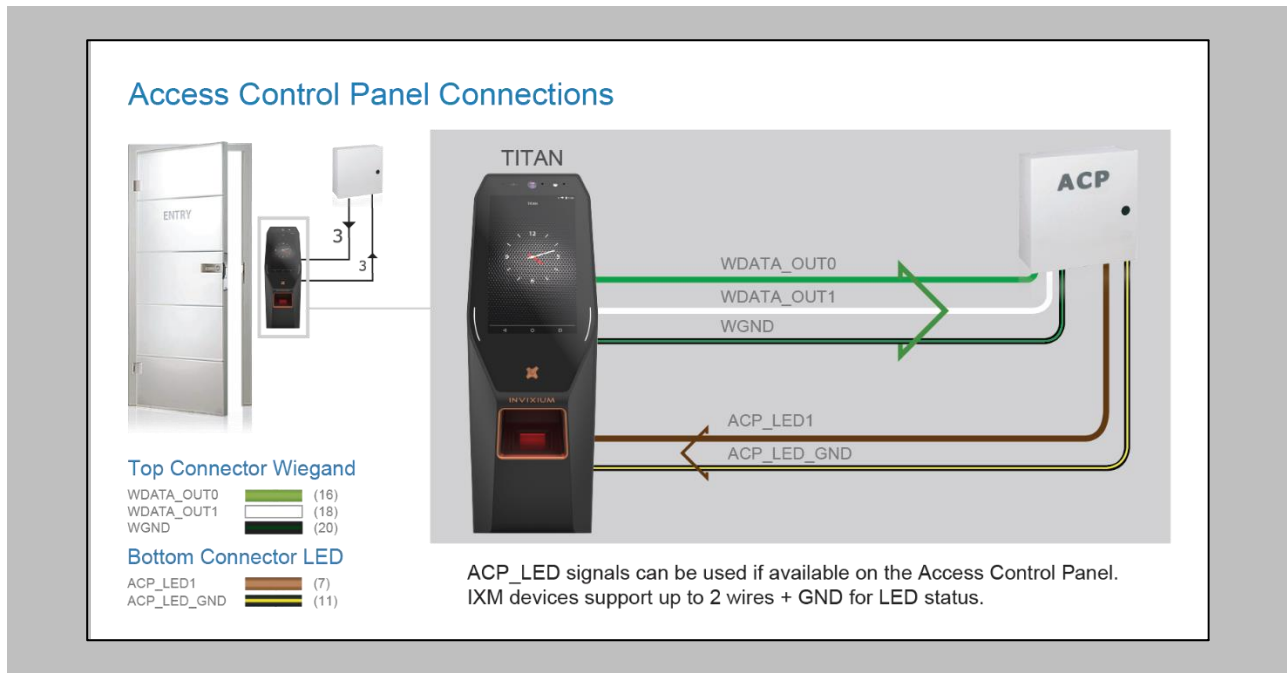 Access Control Panel Connections
ENTRY
3
3
TITAN
TITAN
12
INVIXIUM
ACP
WDATA_OUT0
WDATA_OUT1
WGND
ACP_LED1
ACP_LED_GND
Top Connector Wiegand
WDATA_OUT0 (16)
WDATA_OUT1 (18)
WGND (20)
Bottom Connector LED
ACP_LED1 (7)
ACP_LED_GND (11)
ACP_LED signals can be used if available on the Access Control Panel.
IXM devices support up to 2 wires + GND for LED status.